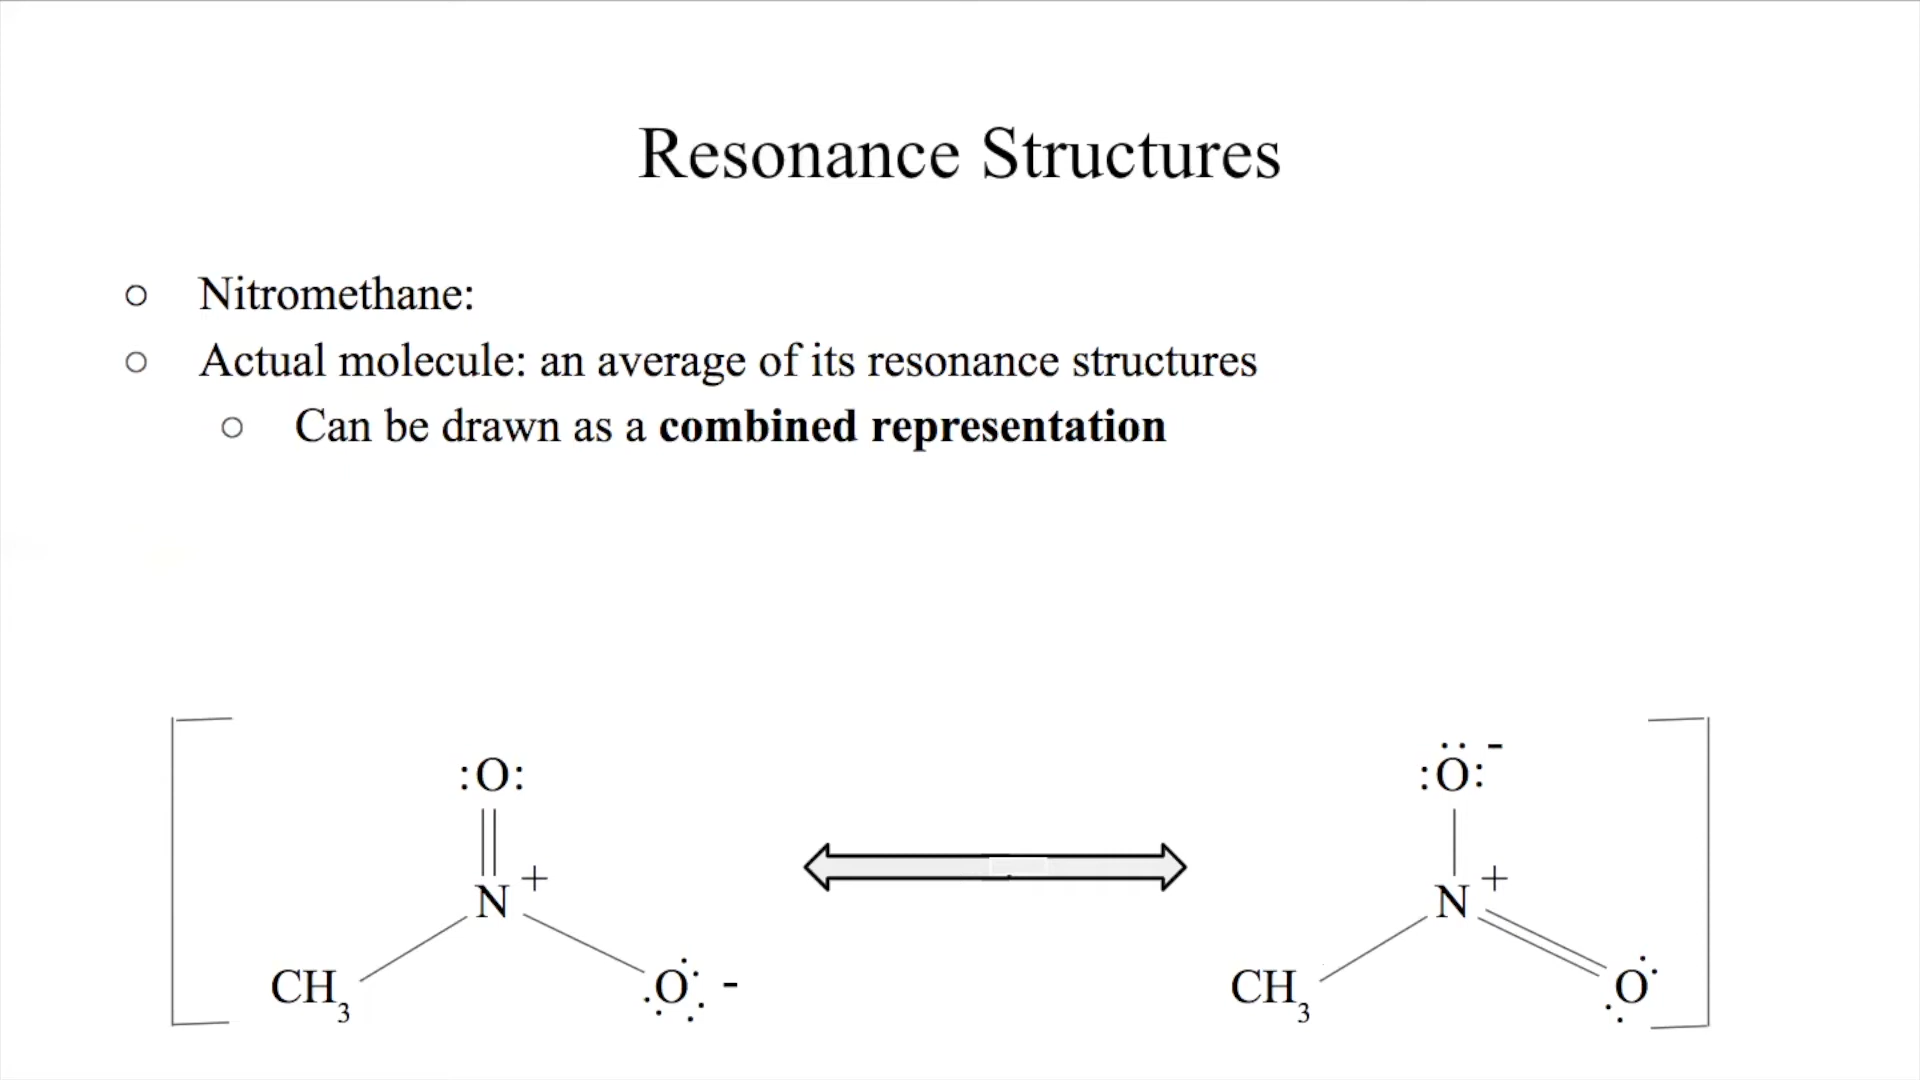 Resonance Structures
○ Nitromethane:
○ Actual molecule: an average of its resonance structures
○ Can be drawn as a combined representation
:O: :O: -
N + N +
CH3 O - CH3 O